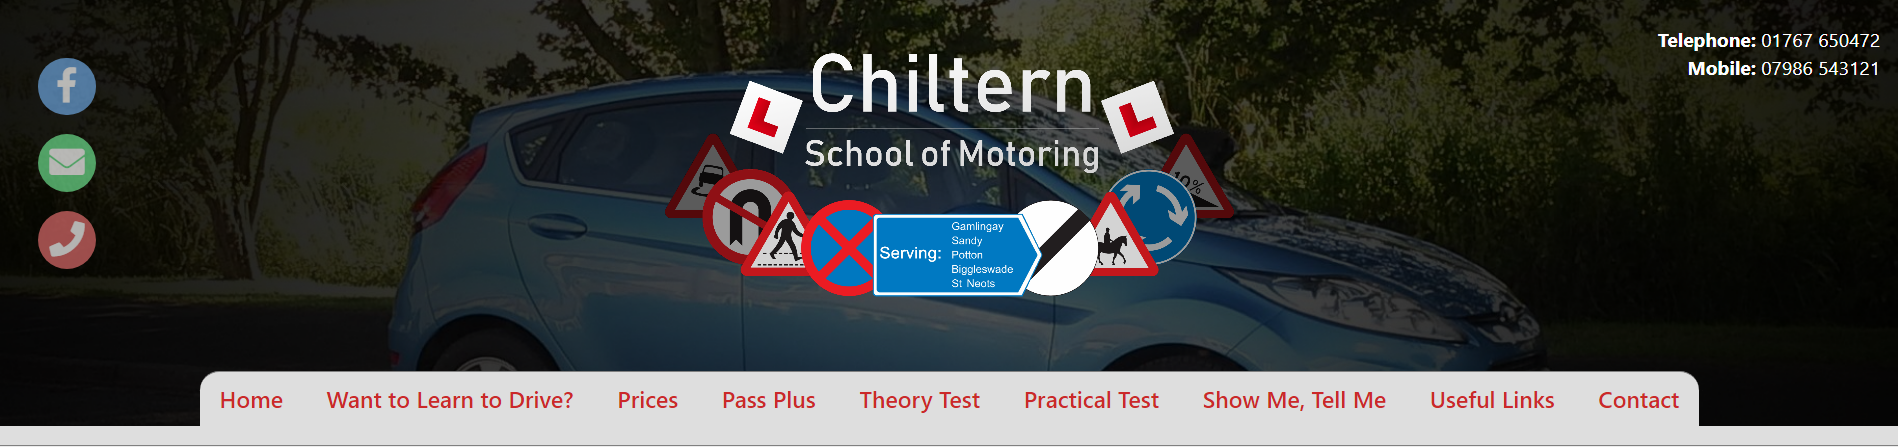 Telephone: 01767 650472
Mobile: 07986 543121
Chiltern
School of Motoring
L
L
10%
Serving:
Gamlingay
Sandy
Potton
Biggleswade
St Neots
Home
Want to Learn to Drive?
Prices
Pass Plus
Theory Test
Practical Test
Show Me, Tell Me
Useful Links
Contact